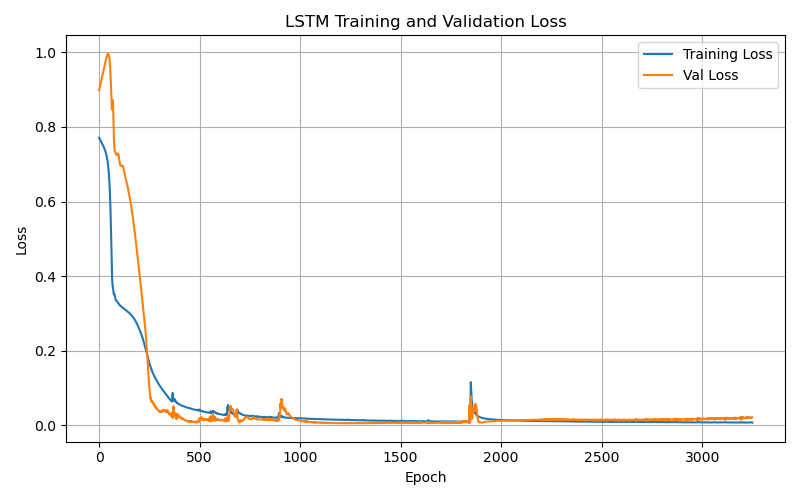 LSTM Training and Validation Loss
Training Loss
Val Loss
1.0
0.8
0.6
0.4
0.2
0.0
Loss
0 500 1000 1500 2000 2500 3000
Epoch